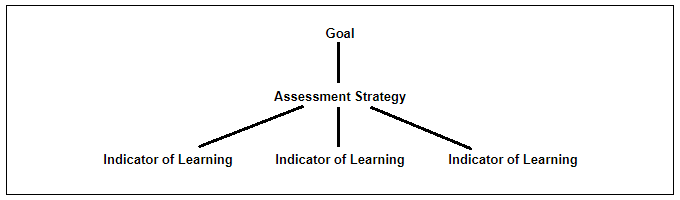 Goal
Assessment Strategy
Indicator of Learning Indicator of Learning Indicator of Learning